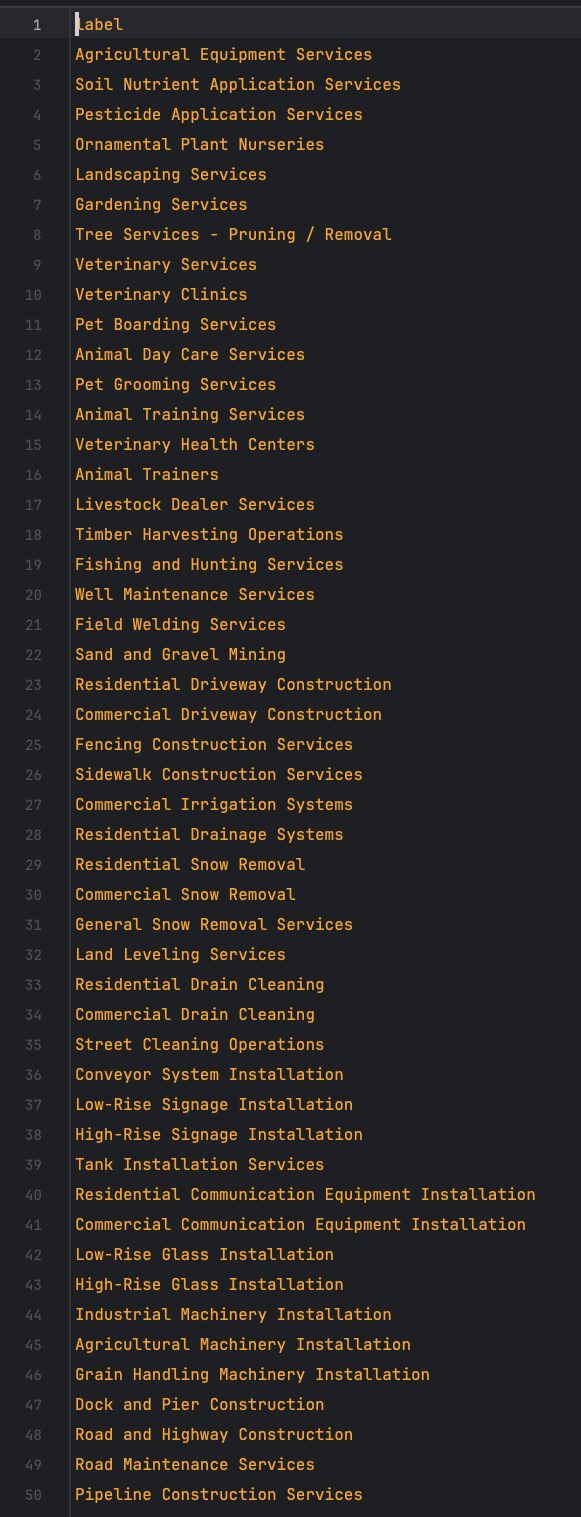 1 label
2 Agricultural Equipment Services
3 Soil Nutrient Application Services
4 Pesticide Application Services
5 Ornamental Plant Nurseries
6 Landscaping Services
7 Gardening Services
8 Tree Services - Pruning / Removal
9 Veterinary Services
10 Veterinary Clinics
11 Pet Boarding Services
12 Animal Day Care Services
13 Pet Grooming Services
14 Animal Training Services
15 Veterinary Health Centers
16 Animal Trainers
17 Livestock Dealer Services
18 Timber Harvesting Operations
19 Fishing and Hunting Services
20 Well Maintenance Services
21 Field Welding Services
22 Sand and Gravel Mining
23 Residential Driveway Construction
24 Commercial Driveway Construction
25 Fencing Construction Services
26 Sidewalk Construction Services
27 Commercial Irrigation Systems
28 Residential Drainage Systems
29 Residential Snow Removal
30 Commercial Snow Removal
31 General Snow Removal Services
32 Land Leveling Services
33 Residential Drain Cleaning
34 Commercial Drain Cleaning
35 Street Cleaning Operations
36 Conveyor System Installation
37 Low-Rise Signage Installation
38 High-Rise Signage Installation
39 Tank Installation Services
40 Residential Communication Equipment Installation
41 Commercial Communication Equipment Installation
42 Low-Rise Glass Installation
43 High-Rise Glass Installation
44 Industrial Machinery Installation
45 Agricultural Machinery Installation
46 Grain Handling Machinery Installation
47 Dock and Pier Construction
48 Road and Highway Construction
49 Road Maintenance Services
50 Pipeline Construction Services